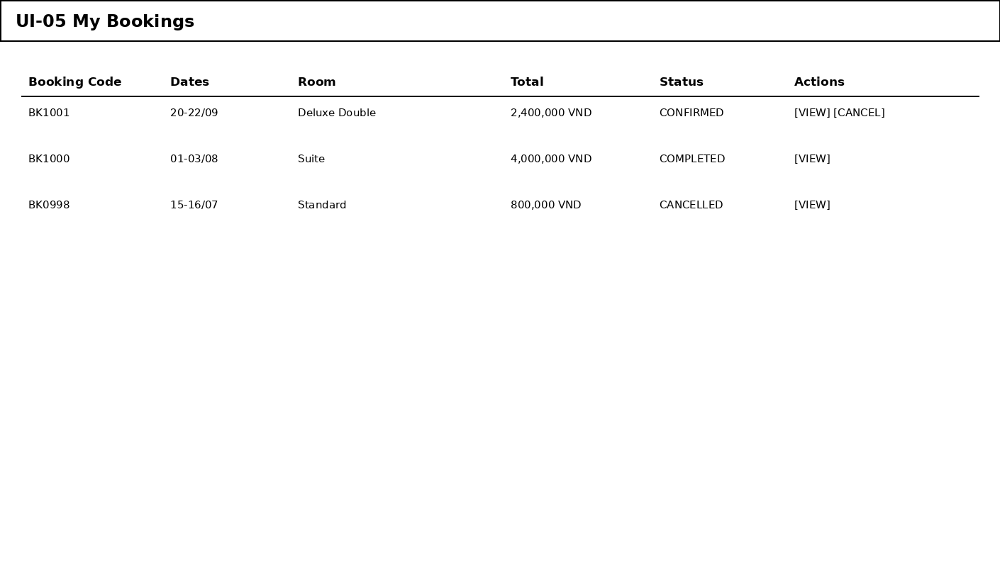 UI-05 My Bookings
Booking Code Dates Room Total Status Actions
BK1001 20-22/09 Deluxe Double 2,400,000 VND CONFIRMED [VIEW] [CANCEL]
BK1000 01-03/08 Suite 4,000,000 VND COMPLETED [VIEW]
BK0998 15-16/07 Standard 800,000 VND CANCELLED [VIEW]